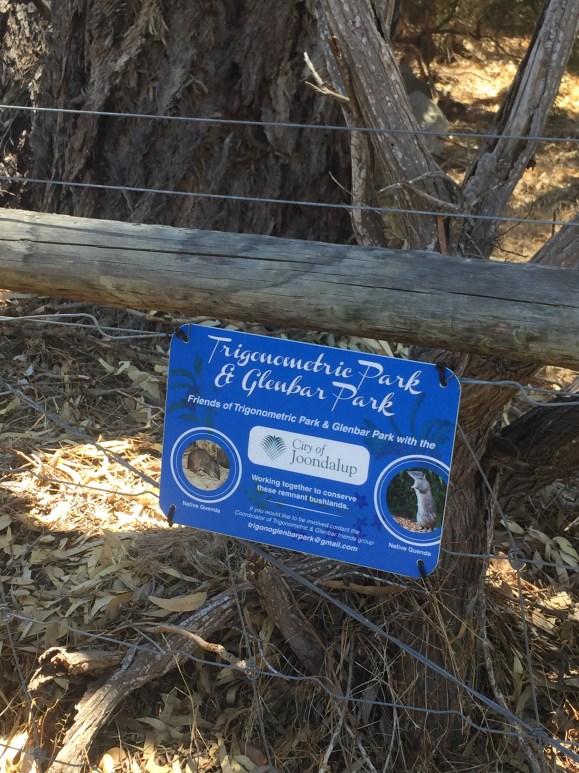 Trigonometric Park
& Glenbar Park
Friends of Trigonometric Park & Glenbar Park with the
City of
Joondalup
Working together to conserve
these remnant bushlands.
If you would like to be involved contact the
Coordinator of Trigonometric & Glenbar friends group
trigonoglenbarpark@gmail.com
Native Quenda
Native Quenda